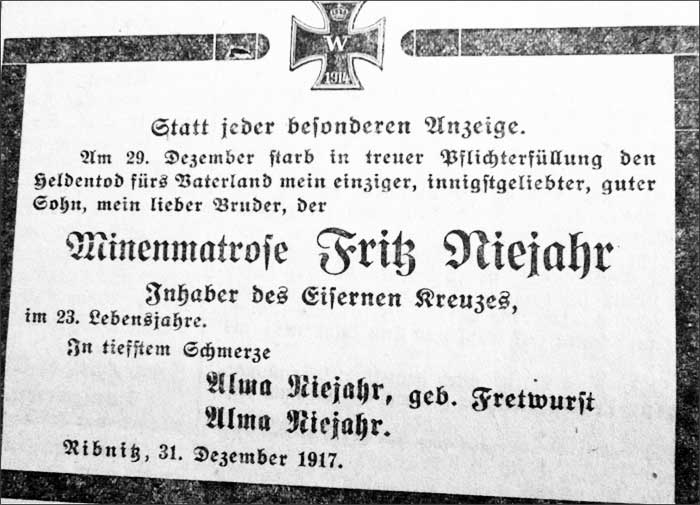 W
1914
Statt jeder besonderen Anzeige.
Am 29. Dezember starb in treuer Pflichterfüllung den
Heldentod fürs Vaterland mein einziger, innigstgeliebter, guter
Sohn, mein lieber Bruder, der
Minenmatrose Fritz Niejahr
Inhaber des Eisernen Kreuzes,
im 23. Lebensjahre.
In tiefstem Schmerze
Alma Niejahr, geb. Fretwurst
Alma Niejahr.
Ribnitz, 31. Dezember 1917.